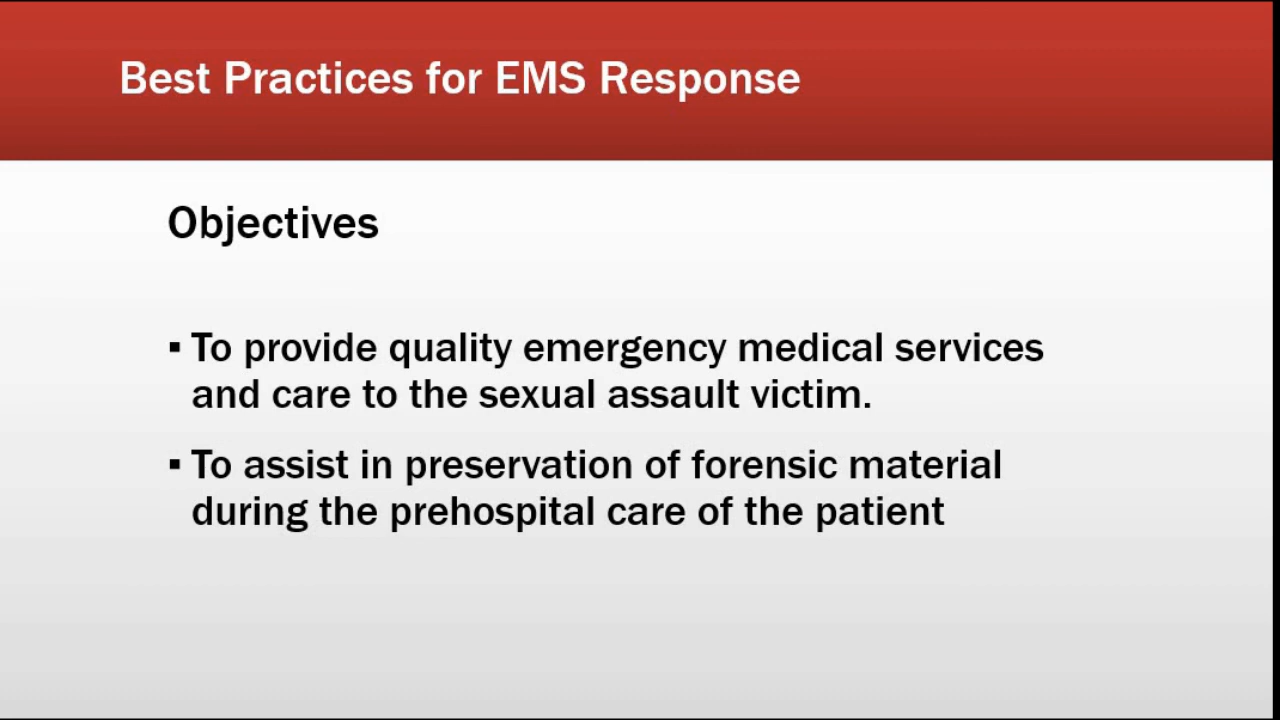 Best Practices for EMS Response
Objectives
▪ To provide quality emergency medical services
and care to the sexual assault victim.
▪ To assist in preservation of forensic material
during the prehospital care of the patient